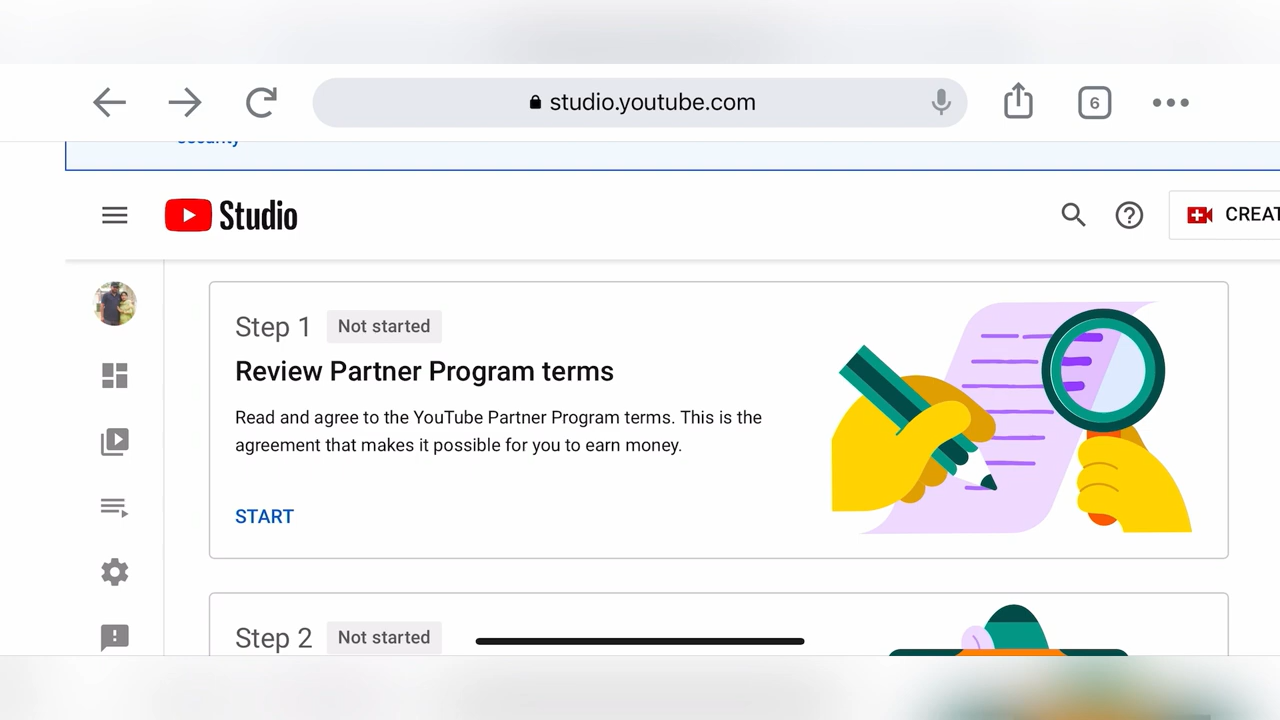 studio.youtube.com
6
security
Studio
CREAT
Step 1 Not started
Review Partner Program terms
Read and agree to the YouTube Partner Program terms. This is the
agreement that makes it possible for you to earn money.
START
Step 2 Not started